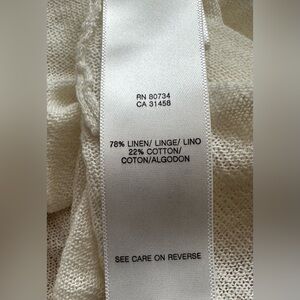 RN 80734
CA 31458
78% LINEN/ LINGE/ LINO
22% COTTON/
COTON/ALGODON
SEE CARE ON REVERSE